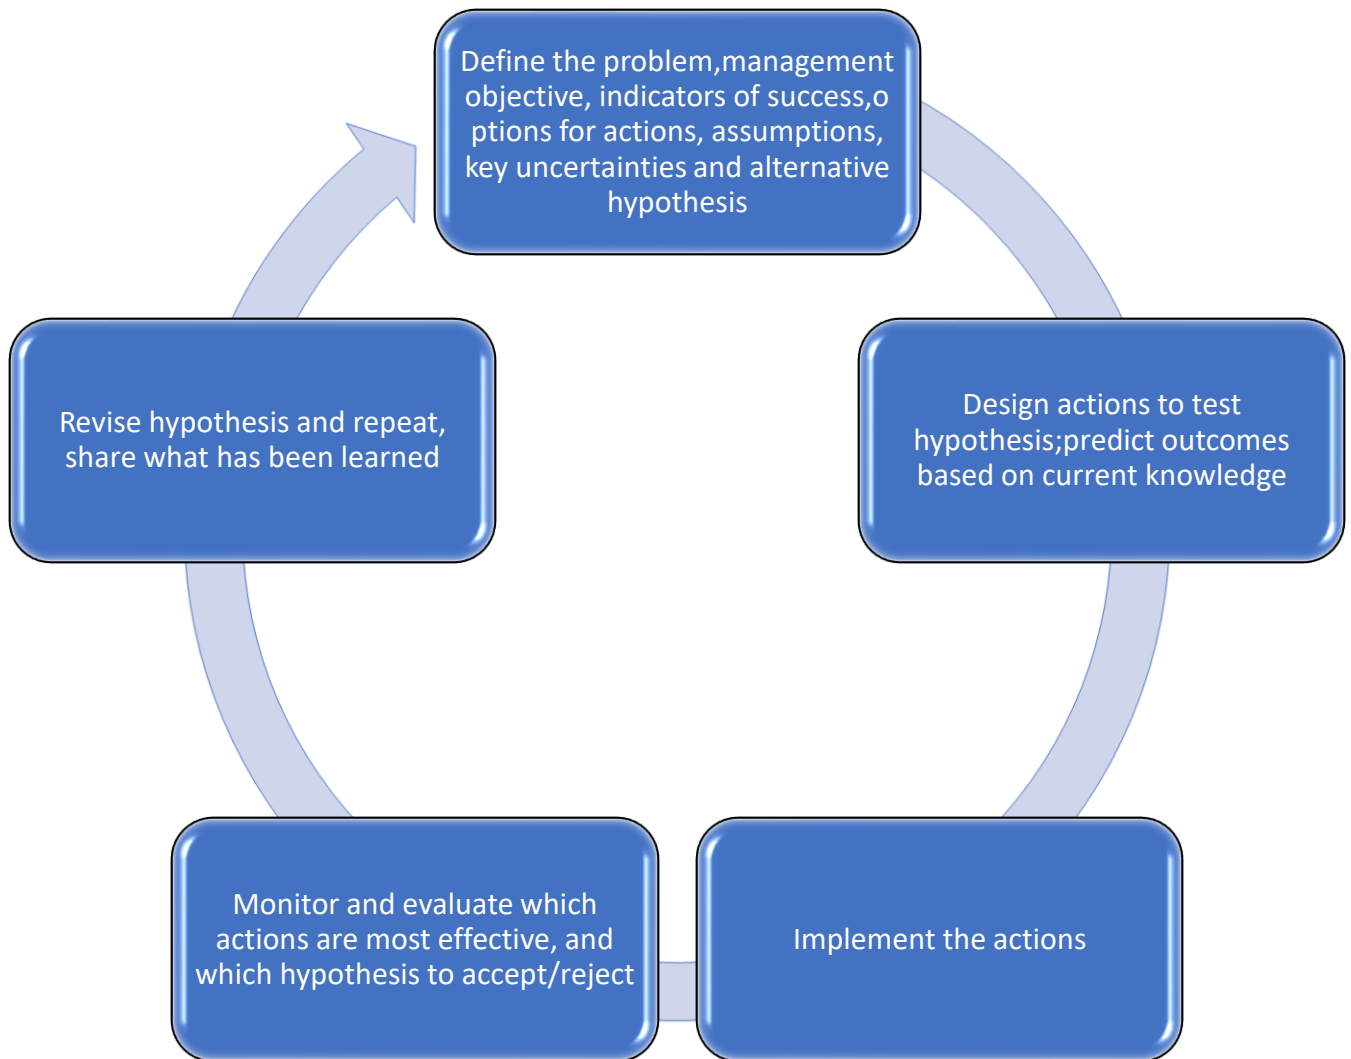 Define the problem,management
objective, indicators of success,o
ptions for actions, assumptions,
key uncertainties and alternative
hypothesis
Design actions to test
hypothesis;predict outcomes
based on current knowledge
Implement the actions
Monitor and evaluate which
actions are most effective, and
which hypothesis to accept/reject
Revise hypothesis and repeat,
share what has been learned